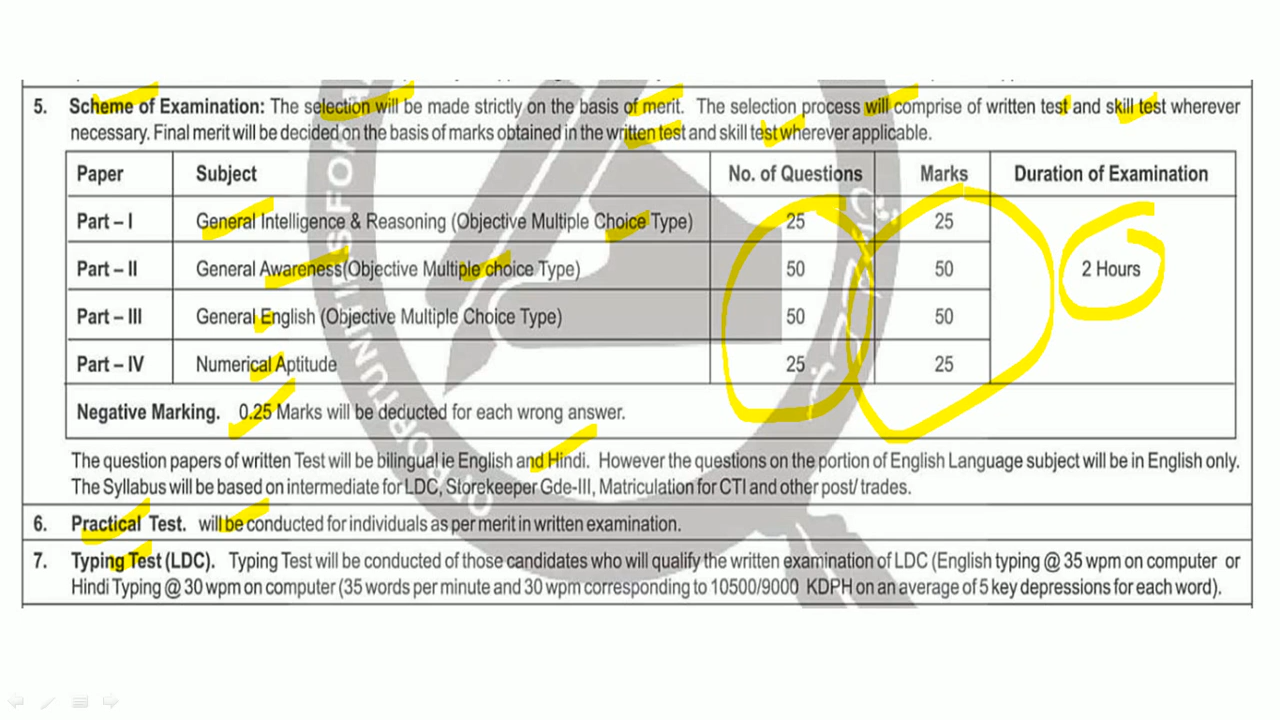 5. Scheme of Examination: The selection will be made strictly on the basis of merit. The selection process will comprise of written test and skill test wherever
necessary. Final merit will be decided on the basis of marks obtained in the written test and skill test wherever applicable.
Paper Subject No. of Questions Marks Duration of Examination
Part – I General Intelligence & Reasoning (Objective Multiple Choice Type) 25 25
Part – II General Awareness(Objective Multiple choice Type) 50 50 2 Hours
Part – III General English (Objective Multiple Choice Type) 50 50
Part – IV Numerical Aptitude 25 25
Negative Marking. 0.25 Marks will be deducted for each wrong answer.
The question papers of written Test will be bilingual ie English and Hindi. However the questions on the portion of English Language subject will be in English only.
The Syllabus will be based on intermediate for LDC, Storekeeper Gde-III, Matriculation for CTI and other post/ trades.
6. Practical Test. will be conducted for individuals as per merit in written examination.
7. Typing Test (LDC). Typing Test will be conducted of those candidates who will qualify the written examination of LDC (English typing @ 35 wpm on computer or
Hindi Typing @ 30 wpm on computer (35 words per minute and 30 wpm corresponding to 10500/9000 KDPH on an average of 5 key depressions for each word).